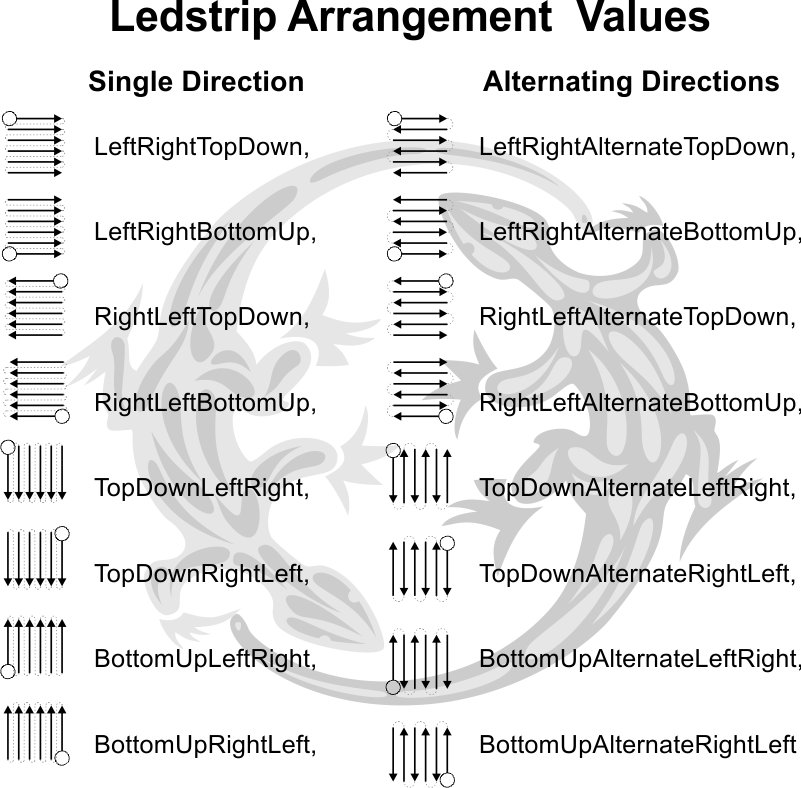 Ledstrip Arrangement Values
Single Direction
LeftRightTopDown,
LeftRightBottomUp,
RightLeftTopDown,
RightLeftBottomUp,
TopDownLeftRight,
TopDownRightLeft,
BottomUpLeftRight,
BottomUpRightLeft,
Alternating Directions
LeftRightAlternateTopDown,
LeftRightAlternateBottomUp,
RightLeftAlternateTopDown,
RightLeftAlternateBottomUp,
TopDownAlternateLeftRight,
TopDownAlternateRightLeft,
BottomUpAlternateLeftRight,
BottomUpAlternateRightLeft